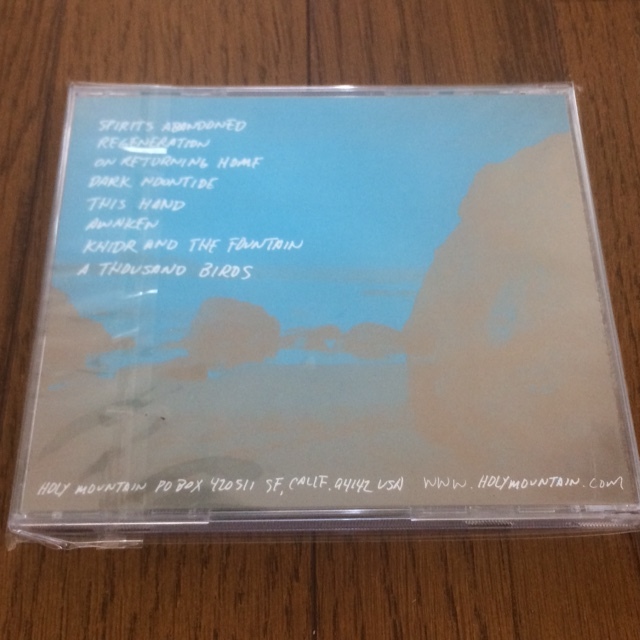 SPIRITS ABANDONED
REGENERATION
ON RETURNING HOME
DARK NOONTIDE
THIS HAND
AWAKEN
KHIDR AND THE FOUNTAIN
A THOUSAND BIRDS
HOLY MOUNTAIN PO BOX 420511 SF, CALIF. 94142 USA WWW.HOLYMOUNTAIN.COM